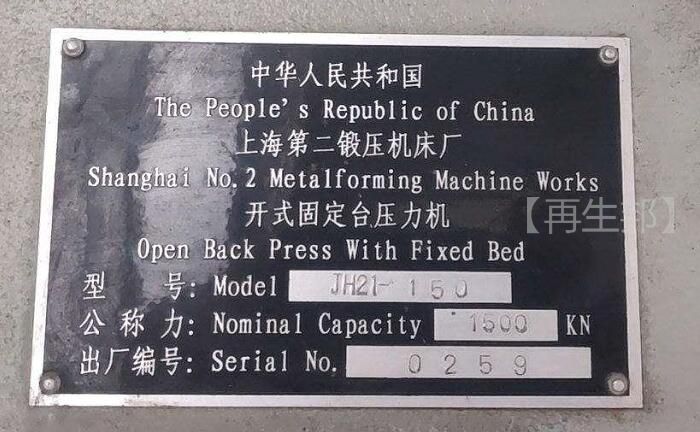 中华人民共和国
The People's Republic of China
上海第二锻压机床厂
Shanghai No.2 Metalforming Machine Works
开式固定台压力机
【再生邦】
Open Back Press With Fixed Bed
型 号: Model JH21-150
公 称 力: Nominal Capacity 1500 KN
出厂编号: Serial No. 0259